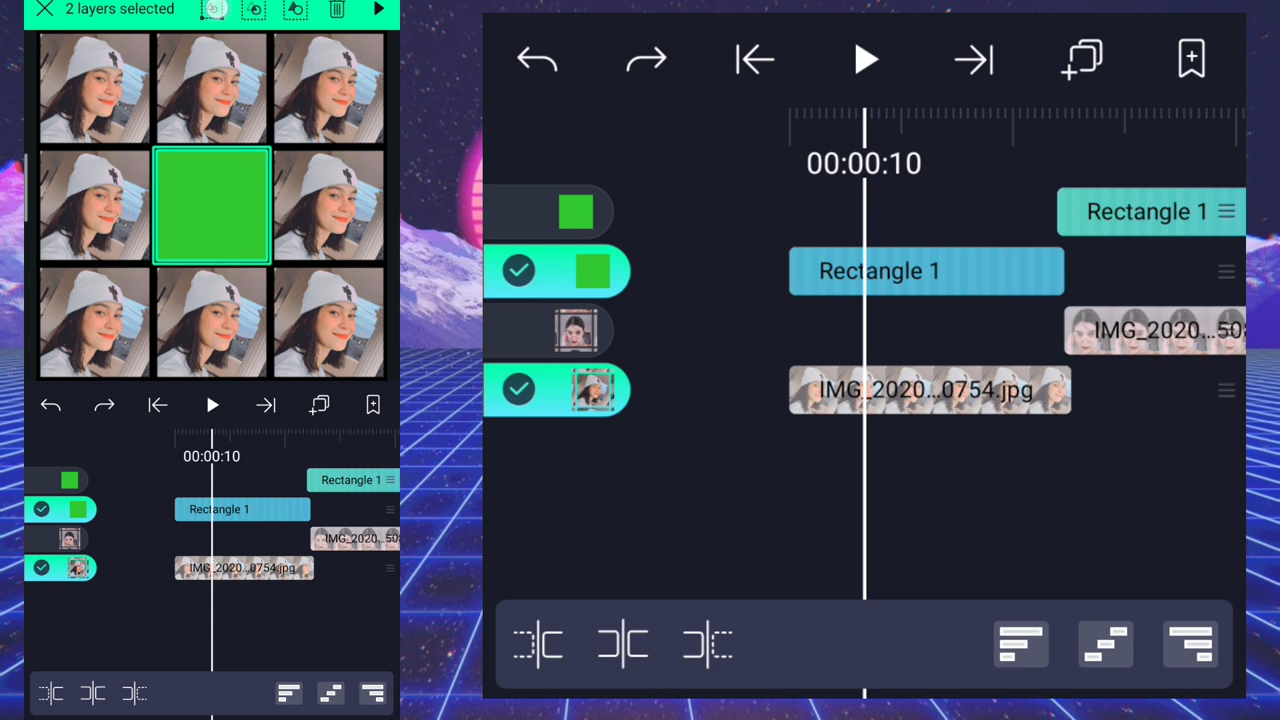 2 layers selected
00:00:10
Rectangle 1
Rectangle 1
IMG_2020...508
IMG_2020...0754.jpg
00:00:10
Rectangle 1
Rectangle 1
IMG_2020...50
IMG_2020...0754.jpg